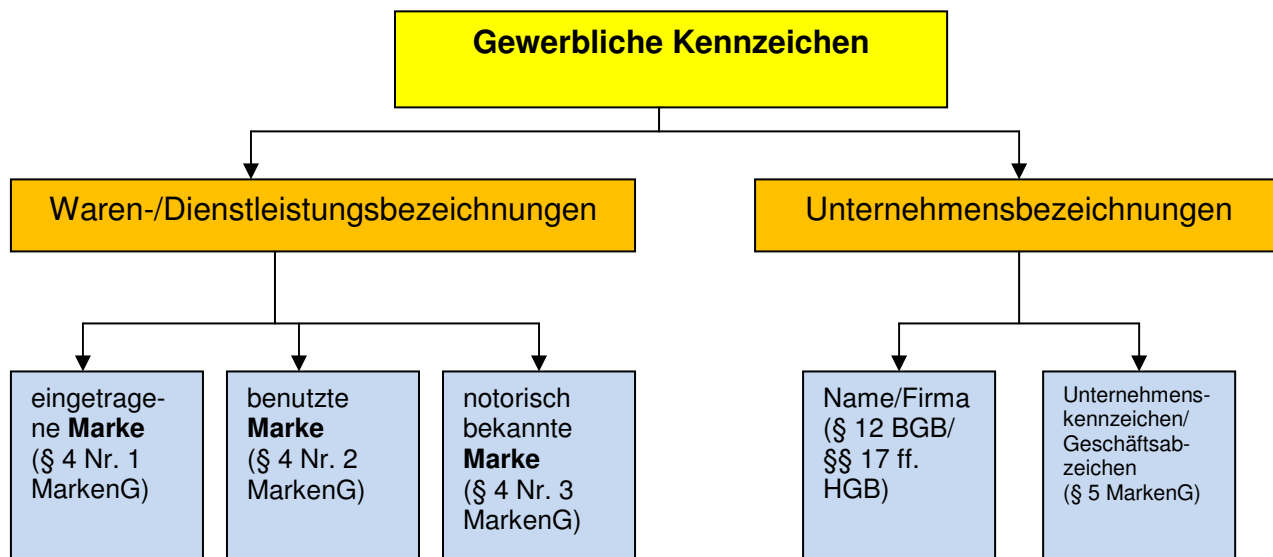 Gewerbliche Kennzeichen
Waren-/Dienstleistungsbezeichnungen
Unternehmensbezeichnungen
eingetrage-
ne Marke
(§ 4 Nr. 1
MarkenG)
benutzte
Marke
(§ 4 Nr. 2
MarkenG)
notorisch
bekannte
Marke
(§ 4 Nr. 3
MarkenG)
Name/Firma
(§ 12 BGB/
§§ 17 ff.
HGB)
Unternehmens-
kennzeichen/
Geschäftsab-
zeichen
(§ 5 MarkenG)